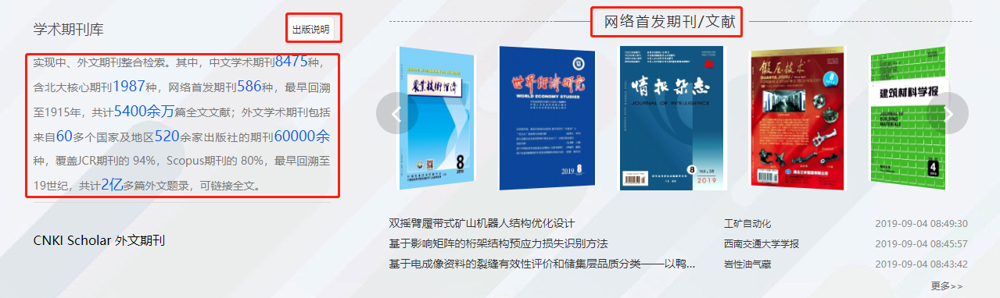 学术期刊库
出版说明
实现中、外文期刊整合检索。其中，中文学术期刊8475种，
含北大核心期刊1987种，网络首发期刊586种，最早回溯
至1915年，共计5400余万篇全文文献；外文学术期刊包括
来自60多个国家及地区520余家出版社的期刊60000余
种，覆盖JCR期刊的 94%，Scopus期刊的 80%，最早回溯至
19世纪，共计2亿多篇外文题录，可链接全文。
CNKI Scholar 外文期刊
网络首发期刊/文献
農業技術經濟
8
2019
世界经济研究
WORLD ECONOMY STUDIES
2019 8
情报杂志
JOURNAL OF INTELLIGENCE
8 Vol.38
2019
锻压技术
DUANYA JISHU
8
建筑材料学报
JOURNAL OF
BUILDING
MATERIALS
4
2019
双摇臂履带式矿山机器人结构优化设计 工矿自动化 2019-09-04 08:49:30
基于影响矩阵的桁架结构预应力损失识别方法 西南交通大学学报 2019-09-04 08:45:57
基于电成像资料的裂缝有效性评价和储集层品质分类——以鸭... 岩性油气藏 2019-09-04 08:43:42
更多>>